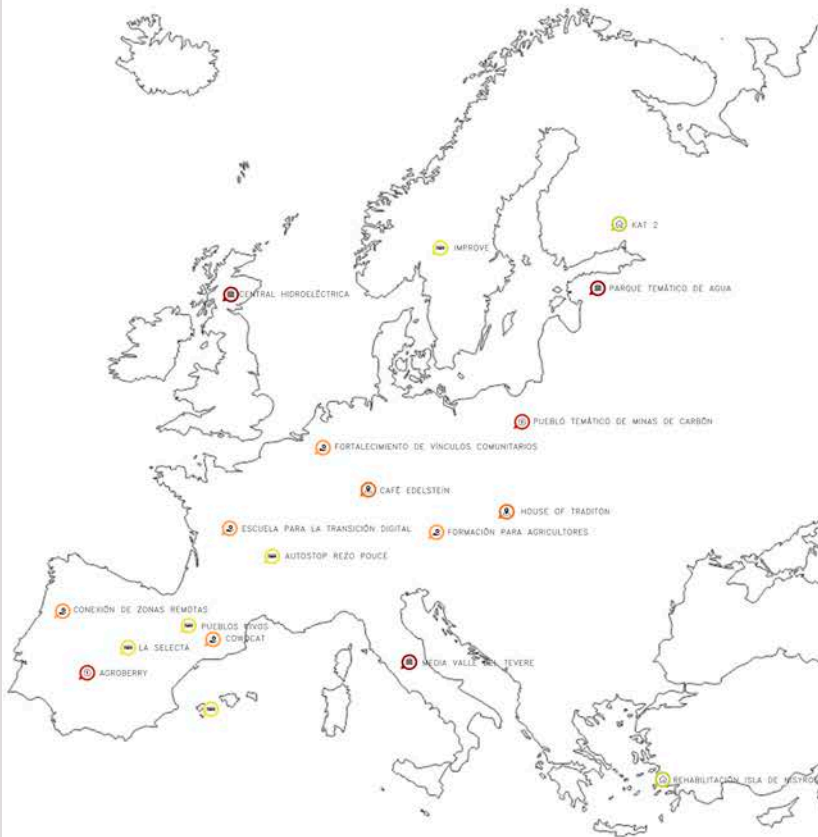 KAT 2
IMPROVE
PARQUE TEMÁTICO DE AGUA
CENTRAL HIDROELÉCTRICA
PUEBLO TEMÁTICO DE MINAS DE CARBÓN
FORTALECIMIENTO DE VÍNCULOS COMUNITARIOS
CAFÉ EDELSTEIN
HOUSE OF TRADITON
ESCUELA PARA LA TRANSICIÓN DIGITAL
FORMACIÓN PARA AGRICULTORES
AUTOSTOP REZO POUCE
CONEXIÓN DE ZONAS REMOTAS
PUEBLOS VIVOS
COWOCAT
LA SELECTA
MEDIA VALLE DEL TEVERE
AGROBERRY
REHABILITACIÓN ISLA DE NISYROS